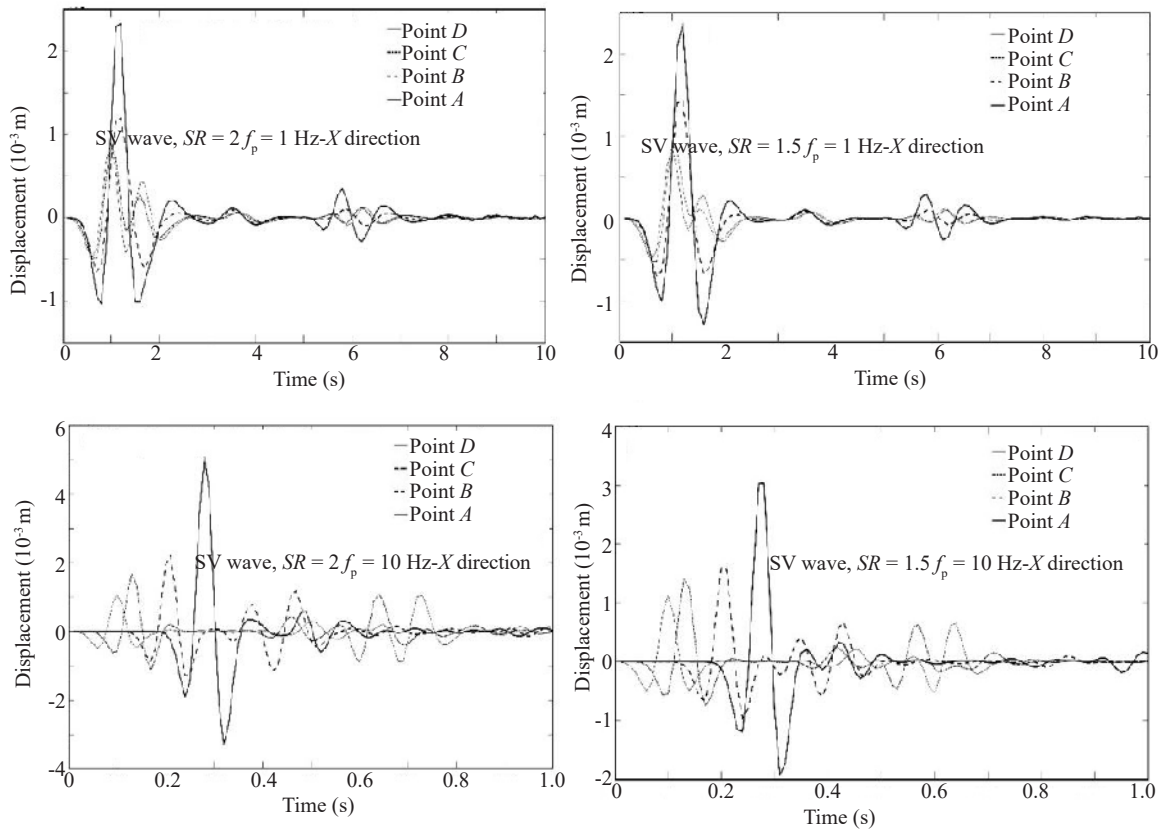 2
1
0
-1
Displacement (10⁻³ m)
Point D
Point C
Point B
Point A
SV wave, SR = 2 fₚ = 1 Hz-X direction
0 2 4 6 8 10
Time (s)
2
1
0
-1
Displacement (10⁻³ m)
Point D
Point C
Point B
Point A
SV wave, SR = 1.5 fₚ = 1 Hz-X direction
0 2 4 6 8 10
Time (s)
6
4
2
0
-2
-4
Displacement (10⁻³ m)
Point D
Point C
Point B
Point A
SV wave, SR = 2 fₚ = 10 Hz-X direction
0 0.2 0.4 0.6 0.8 1.0
Time (s)
4
3
2
1
0
-1
-2
Displacement (10⁻³ m)
Point D
Point C
Point B
Point A
SV wave, SR = 1.5 fₚ = 10 Hz-X direction
0 0.2 0.4 0.6 0.8 1.0
Time (s)